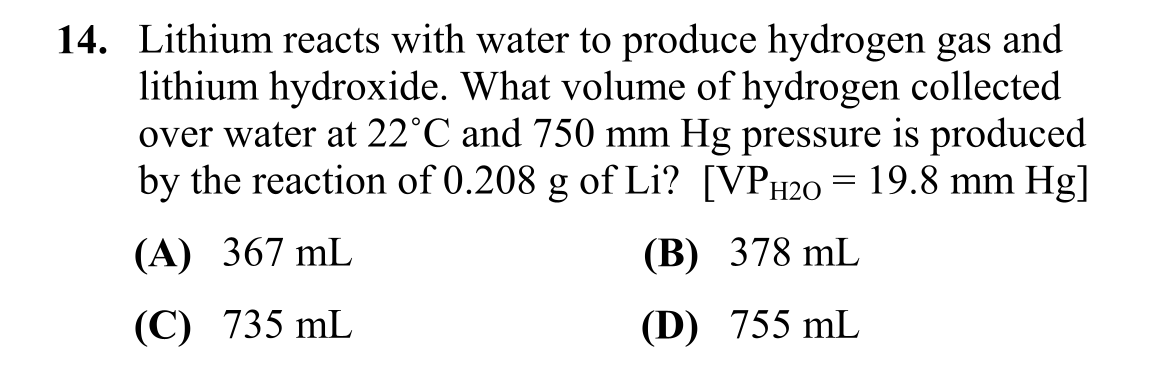 14. Lithium reacts with water to produce hydrogen gas and
lithium hydroxide. What volume of hydrogen collected
over water at 22˚C and 750 mm Hg pressure is produced
by the reaction of 0.208 g of Li? [VPH2O = 19.8 mm Hg]
(A) 367 mL (B) 378 mL
(C) 735 mL (D) 755 mL